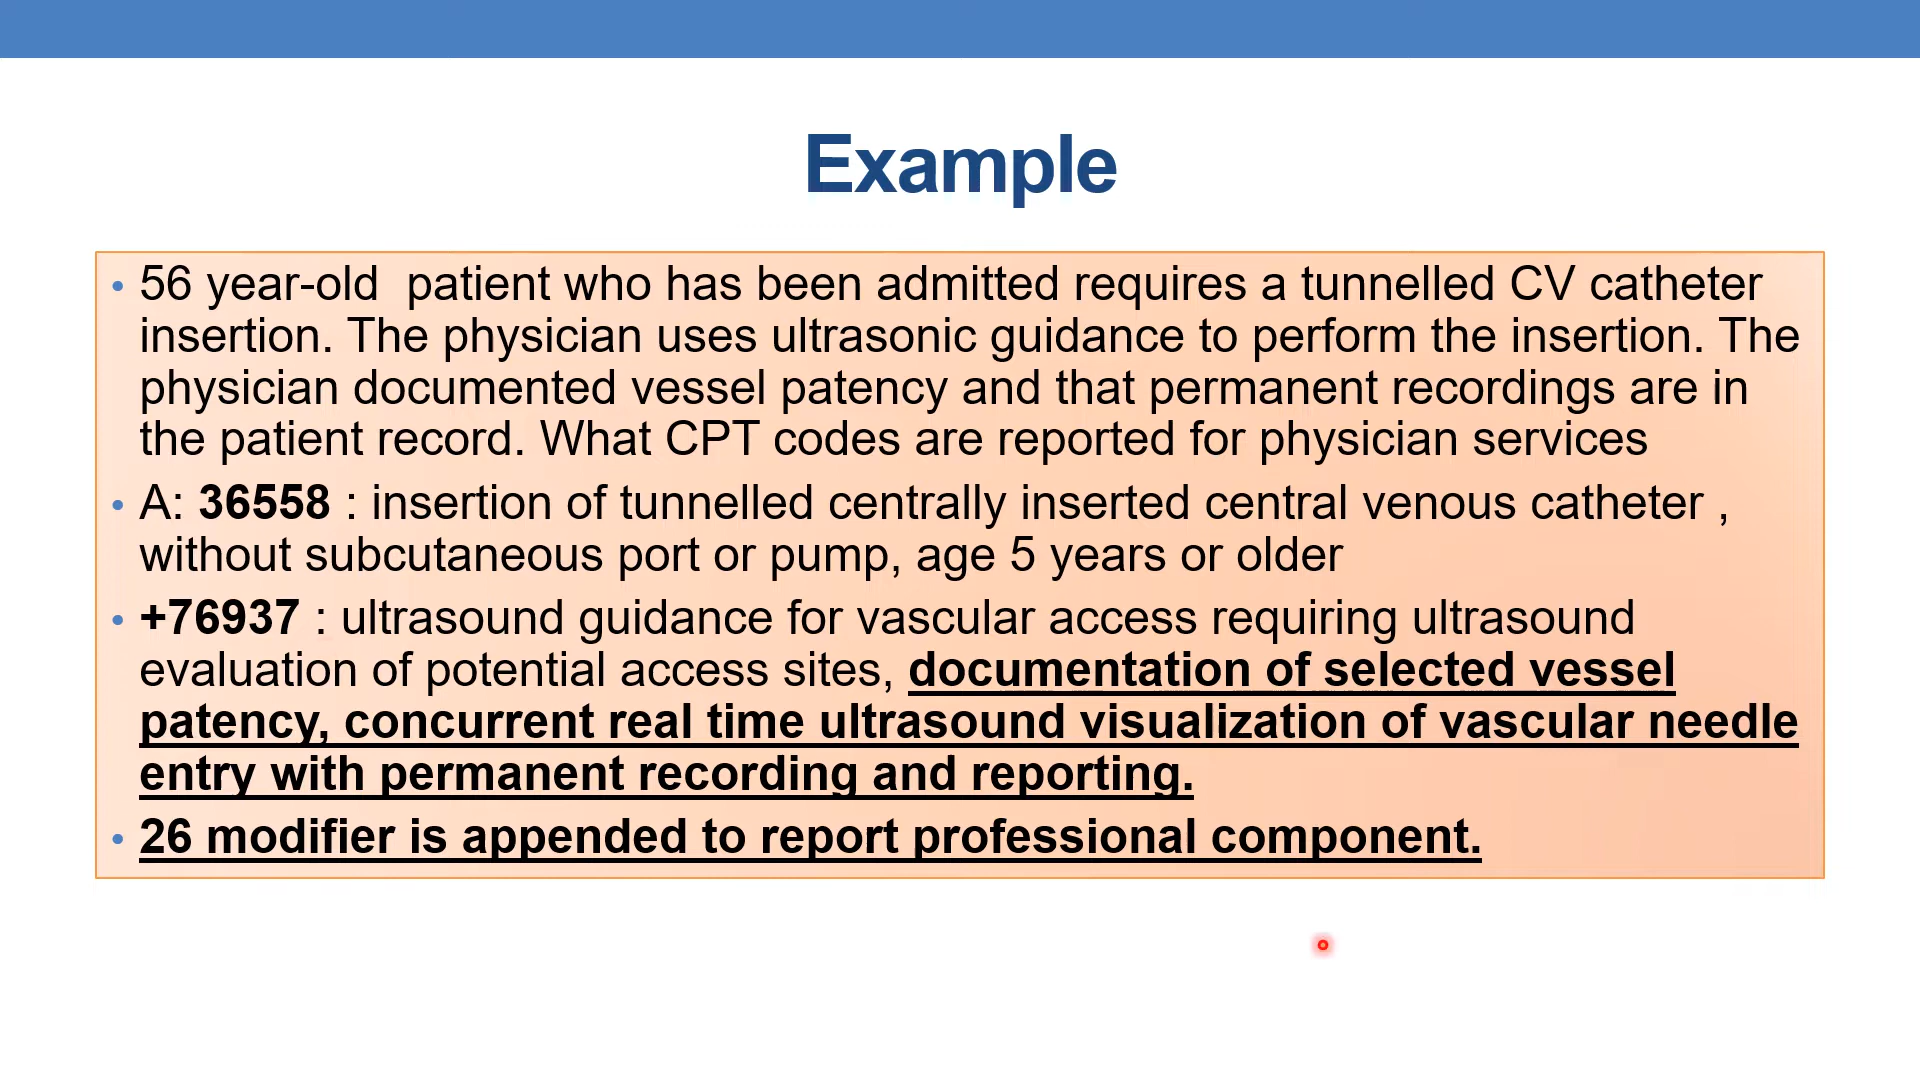 Example
• 56 year-old  patient who has been admitted requires a tunnelled CV catheter
insertion. The physician uses ultrasonic guidance to perform the insertion. The
physician documented vessel patency and that permanent recordings are in
the patient record. What CPT codes are reported for physician services
• A: 36558 : insertion of tunnelled centrally inserted central venous catheter ,
without subcutaneous port or pump, age 5 years or older
• +76937 : ultrasound guidance for vascular access requiring ultrasound
evaluation of potential access sites, documentation of selected vessel
patency, concurrent real time ultrasound visualization of vascular needle
entry with permanent recording and reporting.
• 26 modifier is appended to report professional component.